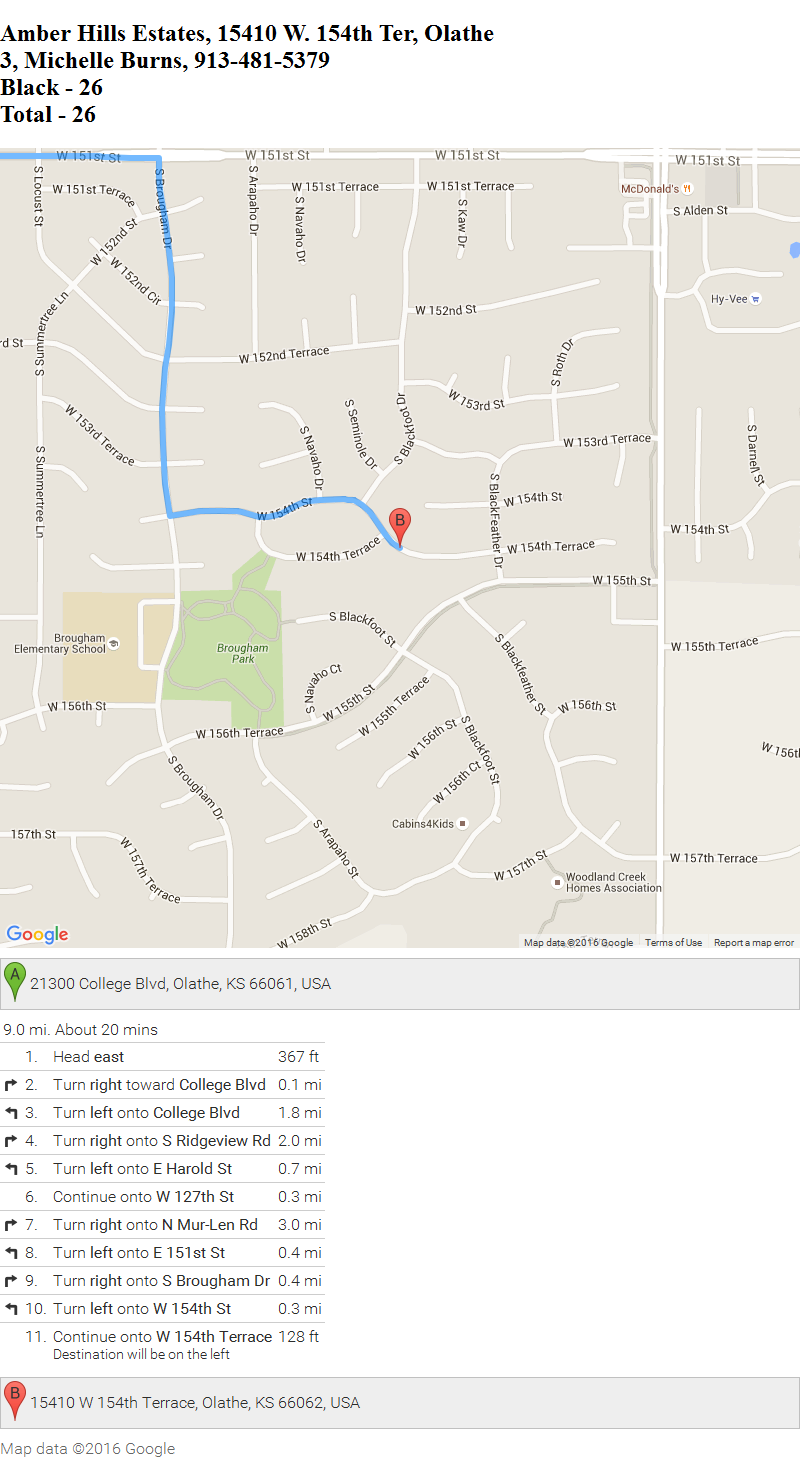 Amber Hills Estates, 15410 W. 154th Ter, Olathe
3, Michelle Burns, 913-481-5379
Black - 26
Total - 26
W 151st St
W 151st St
W 151st St
W 151st St
S Locust St
W 151st Terrace
S Brougham Dr
S Arapaho Dr
W 151st Terrace
S Navaho Dr
W 151st Terrace
S Kaw Dr
McDonald's
S Alden St
W 152nd St
W 152nd Cir
S Summertree Ln
Hy-Vee
W 152nd St
rd St
W 152nd Terrace
S Roth Dr
W 153rd St
S Blackfoot Dr
S Seminole Dr
W 153rd Terrace
S Navaho Dr
W 153rd Terrace
S Darnell St
S Summertree Ln
S BlackFeather Dr
W 154th St
W 154th St
B
W 154th St
W 154th Terrace
W 154th Terrace
W 155th St
Brougham
Elementary School
Brougham
Park
S Blackfoot St
S Blackfeather St
W 155th Terrace
S Navaho Ct
W 155th St
W 155th Terrace
W 156th St
W 156th St
W 156th Terrace
W 156th St
S Blackfoot St
W 156t
S Brougham Dr
W 156th Ct
Cabins4Kids
157th St
W 157th Terrace
S Arapaho St
W 157th St
W 157th Terrace
Woodland Creek
Homes Association
W 158th St
Google
Map data ©2016 Google
Terms of Use
Report a map error
A 21300 College Blvd, Olathe, KS 66061, USA
9.0 mi. About 20 mins
1. Head east 367 ft
2. Turn right toward College Blvd 0.1 mi
3. Turn left onto College Blvd 1.8 mi
4. Turn right onto S Ridgeview Rd 2.0 mi
5. Turn left onto E Harold St 0.7 mi
6. Continue onto W 127th St 0.3 mi
7. Turn right onto N Mur-Len Rd 3.0 mi
8. Turn left onto E 151st St 0.4 mi
9. Turn right onto S Brougham Dr 0.4 mi
10. Turn left onto W 154th St 0.3 mi
11. Continue onto W 154th Terrace 128 ft
Destination will be on the left
B 15410 W 154th Terrace, Olathe, KS 66062, USA
Map data ©2016 Google